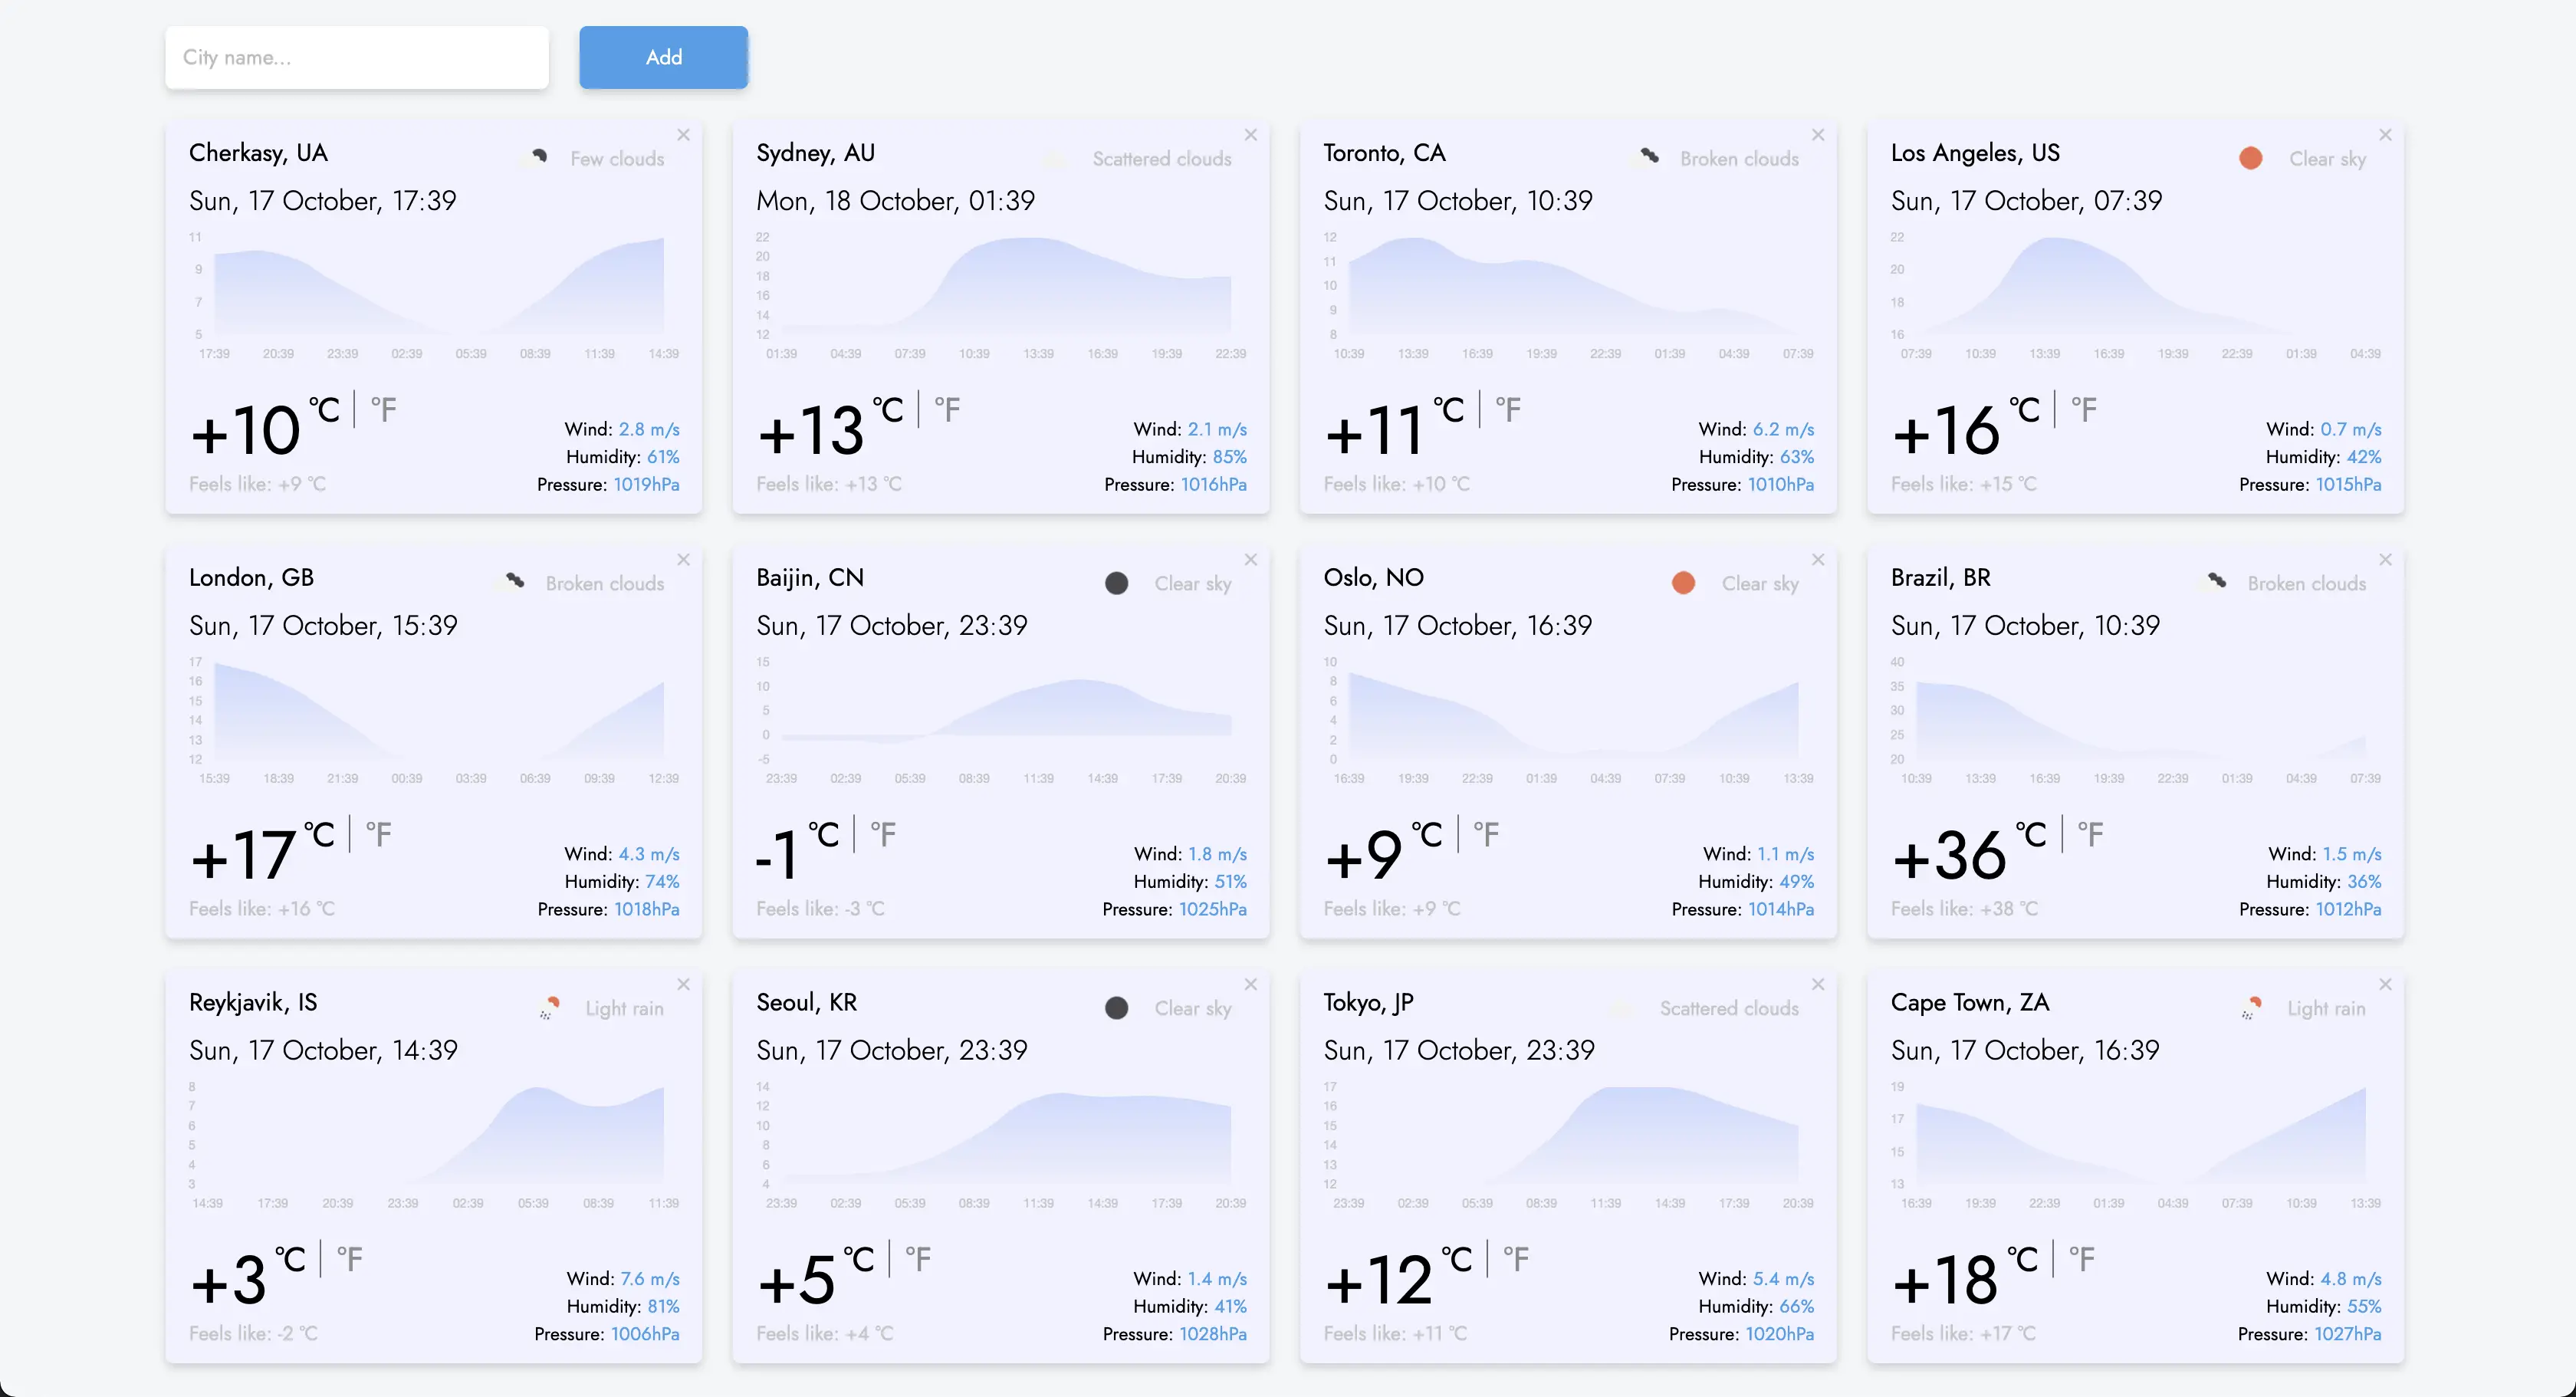 City name...
Add
Cherkasy, UA
Few clouds
Sun, 17 October, 17:39
11
9
7
5
17:39 20:39 23:39 02:39 05:39 08:39 11:39 14:39
+10 °C | °F
Feels like: +9 °C
Wind: 2.8 m/s
Humidity: 61%
Pressure: 1019hPa
Sydney, AU
Scattered clouds
Mon, 18 October, 01:39
22
20
18
16
14
12
01:39 04:39 07:39 10:39 13:39 16:39 19:39 22:39
+13 °C | °F
Feels like: +13 °C
Wind: 2.1 m/s
Humidity: 85%
Pressure: 1016hPa
Toronto, CA
Broken clouds
Sun, 17 October, 10:39
12
11
10
9
8
10:39 13:39 16:39 19:39 22:39 01:39 04:39 07:39
+11 °C | °F
Feels like: +10 °C
Wind: 6.2 m/s
Humidity: 63%
Pressure: 1010hPa
Los Angeles, US
Clear sky
Sun, 17 October, 07:39
22
20
18
16
07:39 10:39 13:39 16:39 19:39 22:39 01:39 04:39
+16 °C | °F
Feels like: +15 °C
Wind: 0.7 m/s
Humidity: 42%
Pressure: 1015hPa
London, GB
Broken clouds
Sun, 17 October, 15:39
17
16
15
14
13
12
15:39 18:39 21:39 00:39 03:39 06:39 09:39 12:39
+17 °C | °F
Feels like: +16 °C
Wind: 4.3 m/s
Humidity: 74%
Pressure: 1018hPa
Baijin, CN
Clear sky
Sun, 17 October, 23:39
15
10
5
0
-5
23:39 02:39 05:39 08:39 11:39 14:39 17:39 20:39
-1 °C | °F
Feels like: -3 °C
Wind: 1.8 m/s
Humidity: 51%
Pressure: 1025hPa
Oslo, NO
Clear sky
Sun, 17 October, 16:39
10
8
6
4
2
0
16:39 19:39 22:39 01:39 04:39 07:39 10:39 13:39
+9 °C | °F
Feels like: +9 °C
Wind: 1.1 m/s
Humidity: 49%
Pressure: 1014hPa
Brazil, BR
Broken clouds
Sun, 17 October, 10:39
40
35
30
25
20
10:39 13:39 16:39 19:39 22:39 01:39 04:39 07:39
+36 °C | °F
Feels like: +38 °C
Wind: 1.5 m/s
Humidity: 36%
Pressure: 1012hPa
Reykjavik, IS
Light rain
Sun, 17 October, 14:39
8
7
6
5
4
3
14:39 17:39 20:39 23:39 02:39 05:39 08:39 11:39
+3 °C | °F
Feels like: -2 °C
Wind: 7.6 m/s
Humidity: 81%
Pressure: 1006hPa
Seoul, KR
Clear sky
Sun, 17 October, 23:39
14
12
10
8
6
4
23:39 02:39 05:39 08:39 11:39 14:39 17:39 20:39
+5 °C | °F
Feels like: +4 °C
Wind: 1.4 m/s
Humidity: 41%
Pressure: 1028hPa
Tokyo, JP
Scattered clouds
Sun, 17 October, 23:39
17
16
15
14
13
12
23:39 02:39 05:39 08:39 11:39 14:39 17:39 20:39
+12 °C | °F
Feels like: +11 °C
Wind: 5.4 m/s
Humidity: 66%
Pressure: 1020hPa
Cape Town, ZA
Light rain
Sun, 17 October, 16:39
19
17
15
13
16:39 19:39 22:39 01:39 04:39 07:39 10:39 13:39
+18 °C | °F
Feels like: +17 °C
Wind: 4.8 m/s
Humidity: 55%
Pressure: 1027hPa